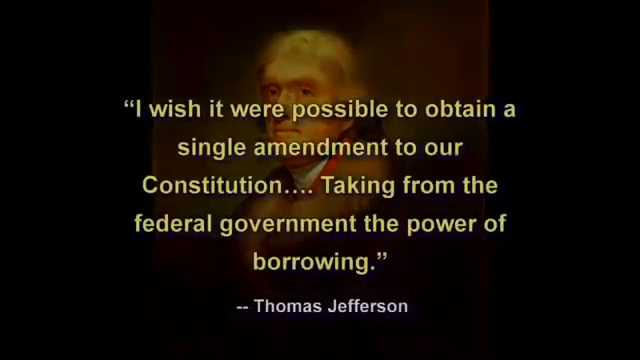 “I wish it were possible to obtain a
single amendment to our
Constitution…. Taking from the
federal government the power of
borrowing.”
-- Thomas Jefferson